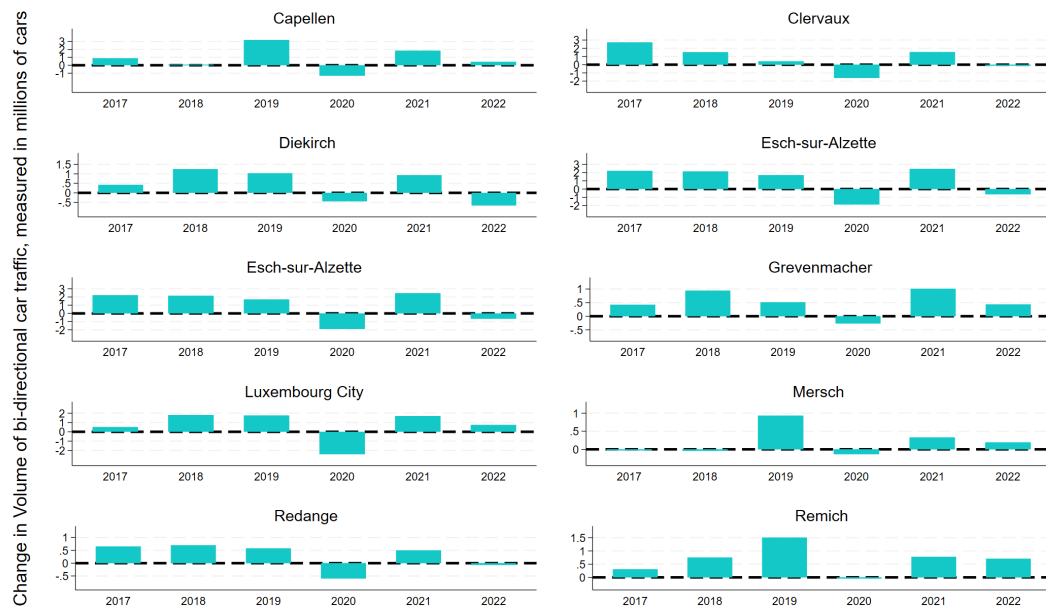 Change in Volume of bi-directional car traffic, measured in millions of cars
Capellen
3
2
1
0
-1
2017 2018 2019 2020 2021 2022
Clervaux
3
2
1
0
-1
-2
2017 2018 2019 2020 2021 2022
Diekirch
1.5
1
.5
0
-.5
2017 2018 2019 2020 2021 2022
Esch-sur-Alzette
3
2
1
0
-1
-2
2017 2018 2019 2020 2021 2022
Esch-sur-Alzette
3
2
1
0
-1
-2
2017 2018 2019 2020 2021 2022
Grevenmacher
1
.5
0
-.5
2017 2018 2019 2020 2021 2022
Luxembourg City
2
1
0
-1
-2
2017 2018 2019 2020 2021 2022
Mersch
1
.5
0
2017 2018 2019 2020 2021 2022
Redange
1
.5
0
-.5
2017 2018 2019 2020 2021 2022
Remich
1.5
1
.5
0
2017 2018 2019 2020 2021 2022